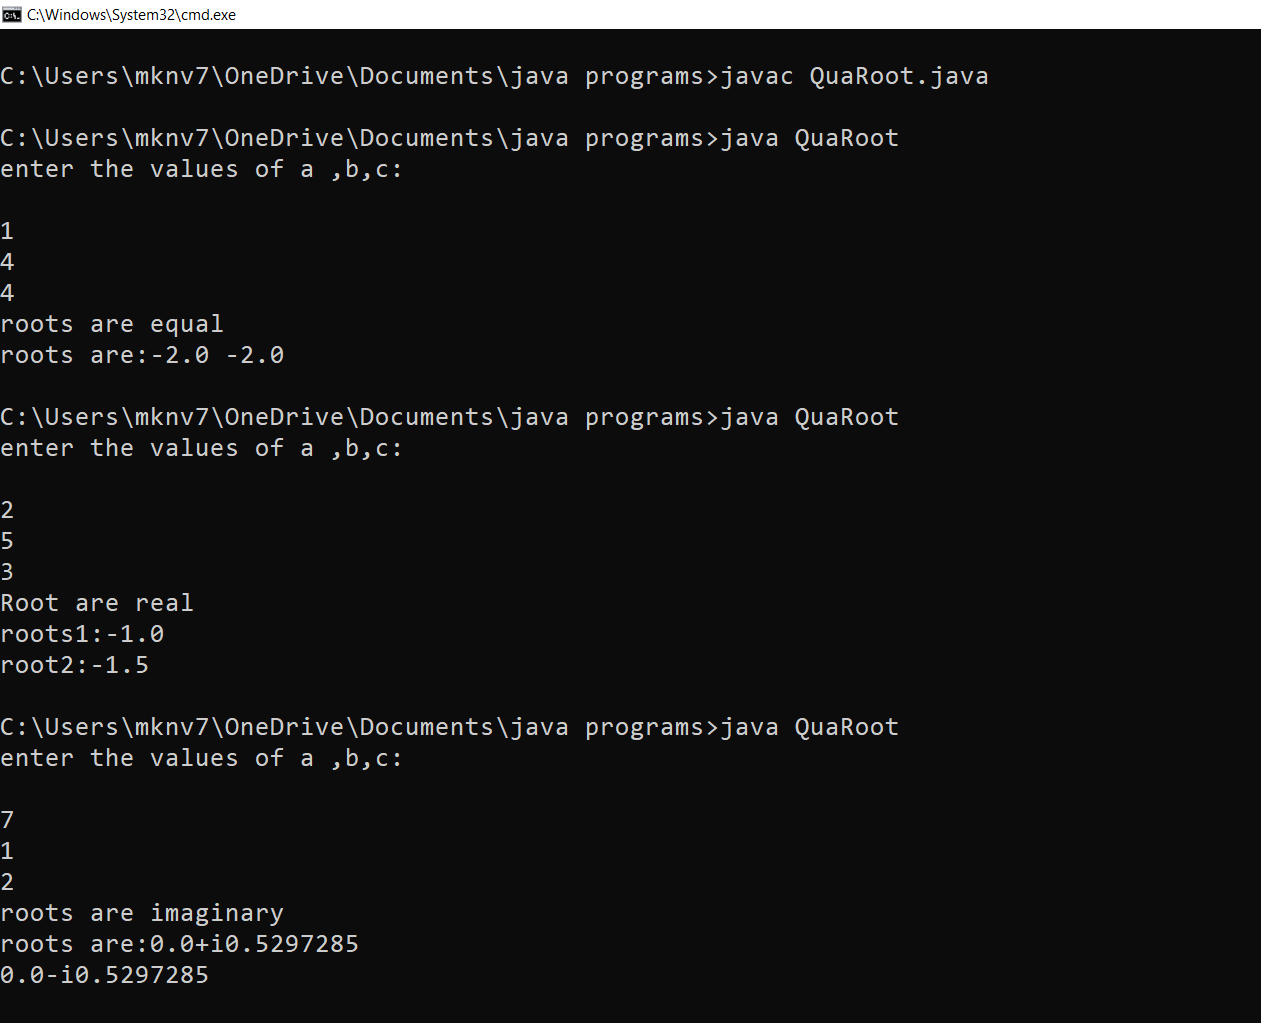 C:\Windows\System32\cmd.exe
C:\Users\mknv7\OneDrive\Documents\java programs>javac QuaRoot.java
C:\Users\mknv7\OneDrive\Documents\java programs>java QuaRoot
enter the values of a ,b,c:
1
4
4
roots are equal
roots are:-2.0 -2.0
C:\Users\mknv7\OneDrive\Documents\java programs>java QuaRoot
enter the values of a ,b,c:
2
5
3
Root are real
roots1:-1.0
root2:-1.5
C:\Users\mknv7\OneDrive\Documents\java programs>java QuaRoot
enter the values of a ,b,c:
7
1
2
roots are imaginary
roots are:0.0+i0.5297285
0.0-i0.5297285